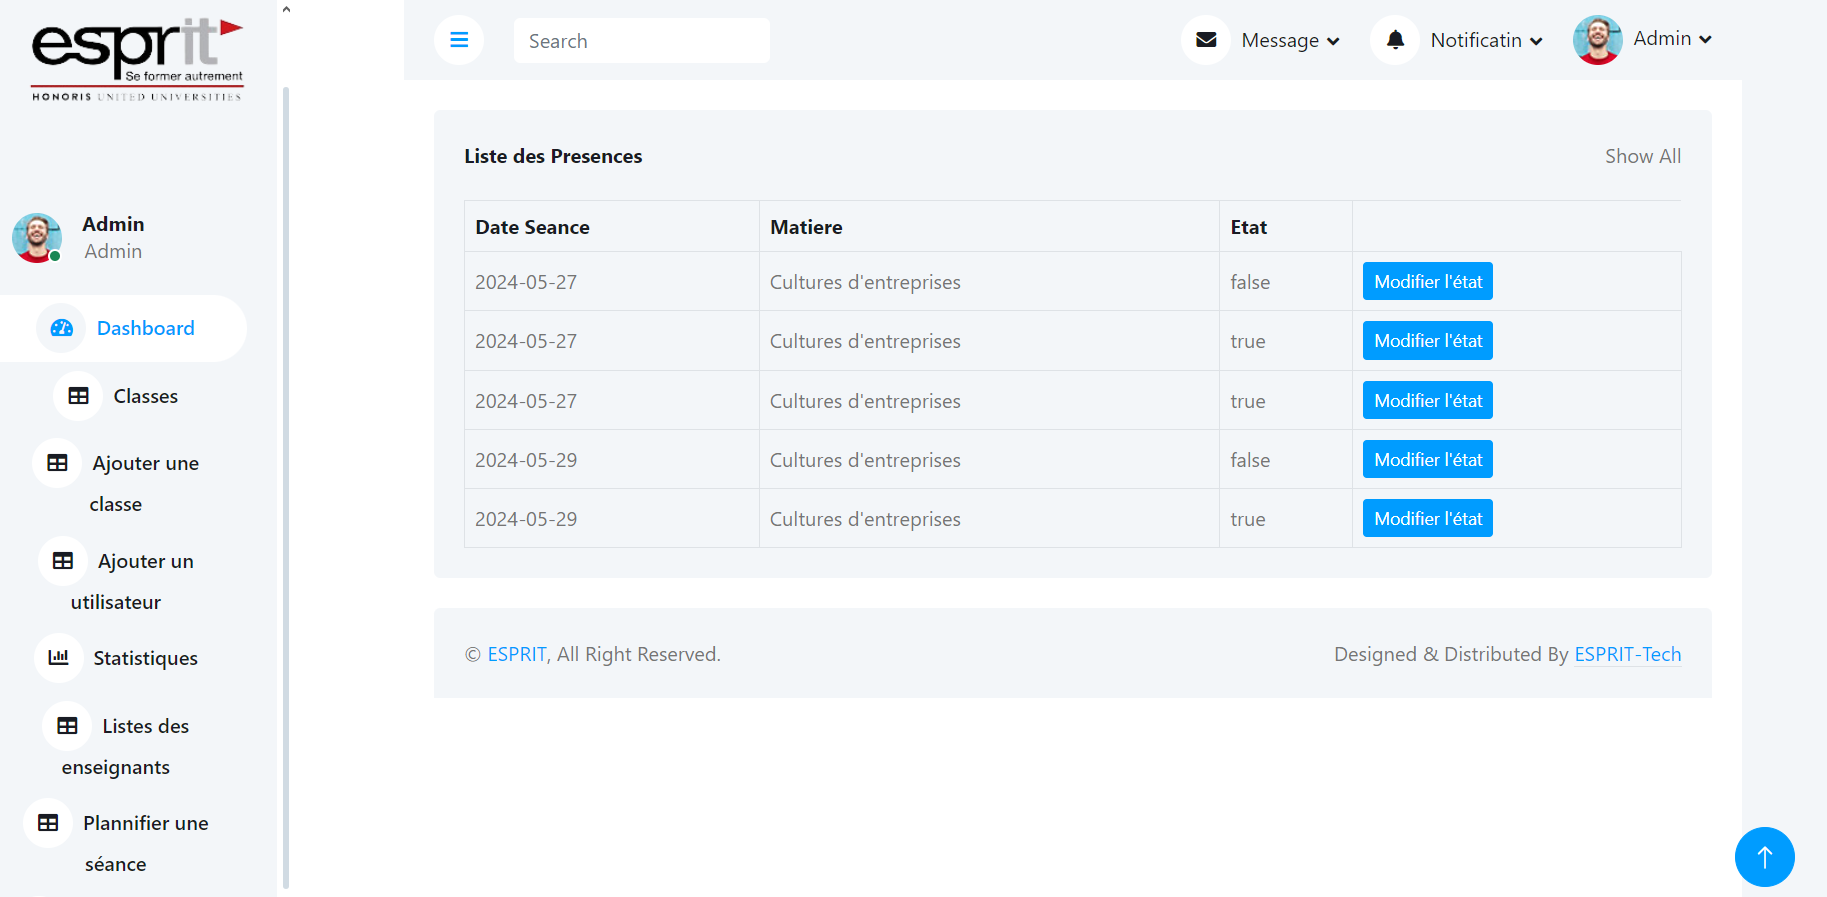 esprit
Se former autrement
HONORIS UNITED UNIVERSITIES
Admin
Admin
Dashboard
Classes
Ajouter une
classe
Ajouter un
utilisateur
Statistiques
Listes des
enseignants
Plannifier une
séance
Search
Message
Notificatin
Admin
Liste des Presences
Show All
Date Seance Matiere Etat
2024-05-27 Cultures d'entreprises false Modifier l'état
2024-05-27 Cultures d'entreprises true Modifier l'état
2024-05-27 Cultures d'entreprises true Modifier l'état
2024-05-29 Cultures d'entreprises false Modifier l'état
2024-05-29 Cultures d'entreprises true Modifier l'état
© ESPRIT, All Right Reserved.
Designed & Distributed By ESPRIT-Tech